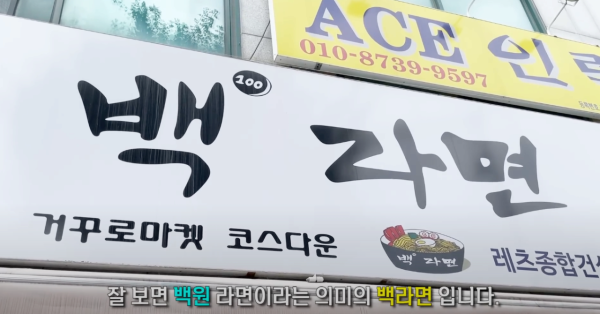 ACE 인
010-8739-9597
백 100 라면
거꾸로마켓 코스다운
백 라면
레츠종합건
잘 보면 백원 라면이라는 의미의 백라면 입니다.